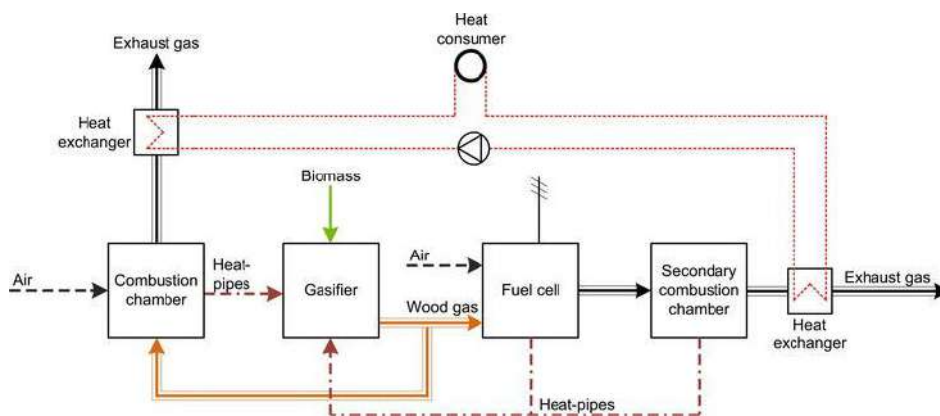 Heat
consumer
Exhaust gas
Heat
exchanger
Biomass
Air
Combustion
chamber
Heat-
pipes
Gasifier
Air
Wood gas
Fuel cell
Secondary
combustion
chamber
Exhaust gas
Heat
exchanger
Heat-pipes